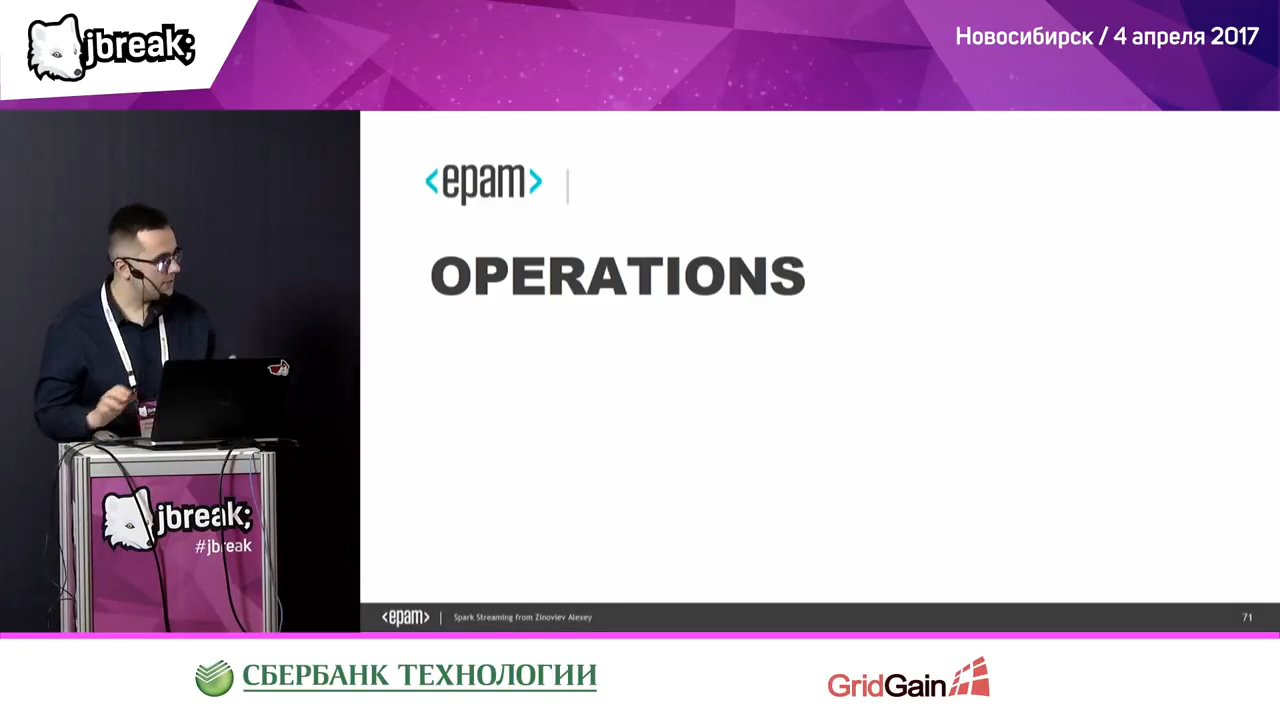 jbreak;
Новосибирск / 4 апреля 2017
<epam>
OPERATIONS
jbreak;
#jbreak
<epam> | Spark Streaming from Zinoviev Alexey
71
СБЕРБАНК ТЕХНОЛОГИИ
GridGain